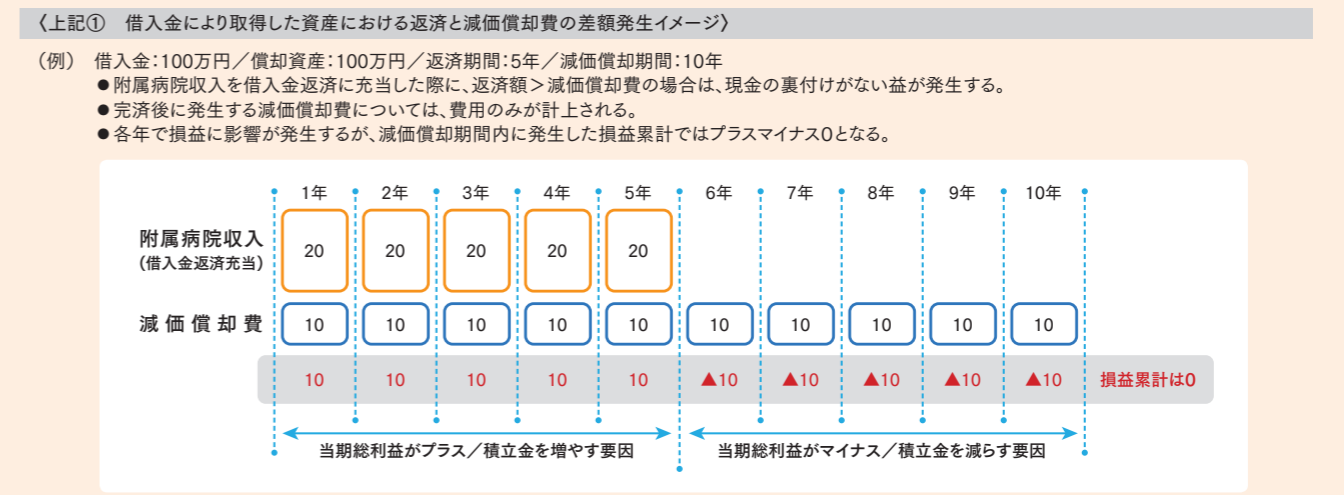 〈上記① 借入金により取得した資産における返済と減価償却費の差額発生イメージ〉
（例） 借入金：100万円／償却資産：100万円／返済期間：5年／減価償却期間：10年
●附属病院収入を借入金返済に充当した際に、返済額＞減価償却費の場合は、現金の裏付けがない益が発生する。
●完済後に発生する減価償却費については、費用のみが計上される。
●各年で損益に影響が発生するが、減価償却期間内に発生した損益累計ではプラスマイナス0となる。
1年 2年 3年 4年 5年 6年 7年 8年 9年 10年
附属病院収入
（借入金返済充当）
20 20 20 20 20
減価償却費 10 10 10 10 10 10 10 10 10 10
10 10 10 10 10 ▲10 ▲10 ▲10 ▲10 ▲10 損益累計は0
当期総利益がプラス／積立金を増やす要因 当期総利益がマイナス／積立金を減らす要因